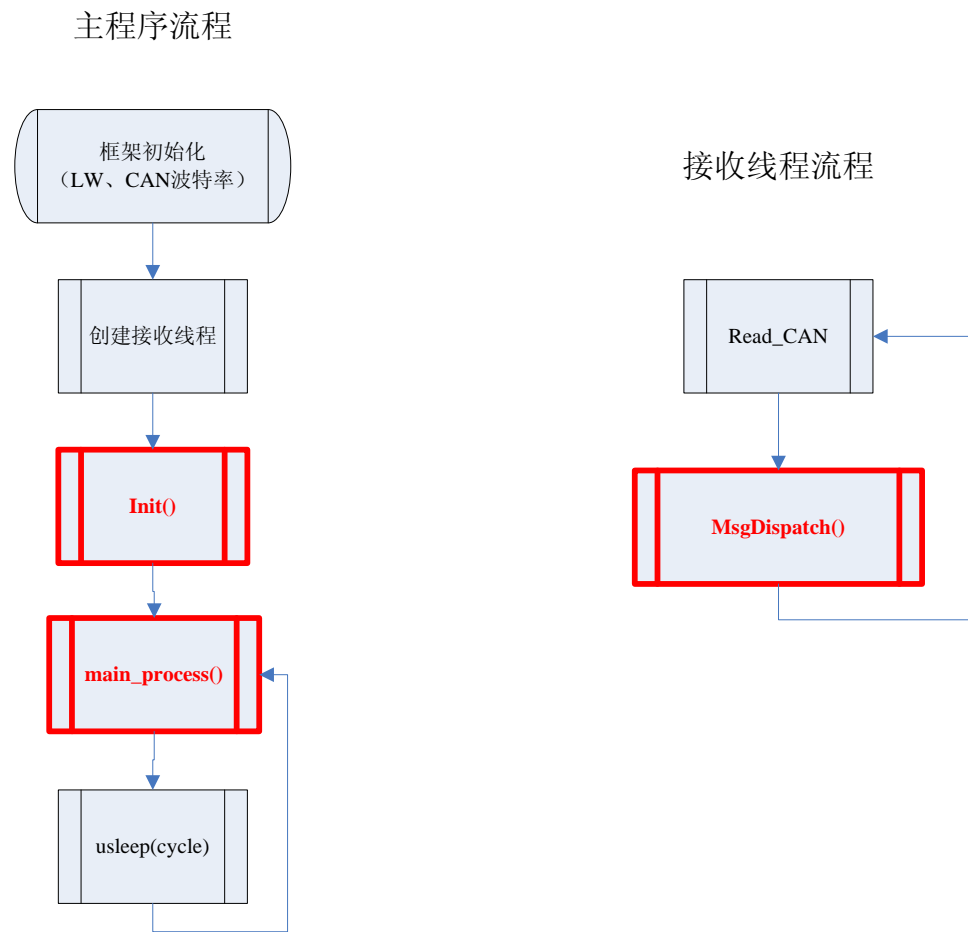 主程序流程
框架初始化
（LW、CAN波特率）
创建接收线程
Init()
main_process()
usleep(cycle)
接收线程流程
Read_CAN
MsgDispatch()